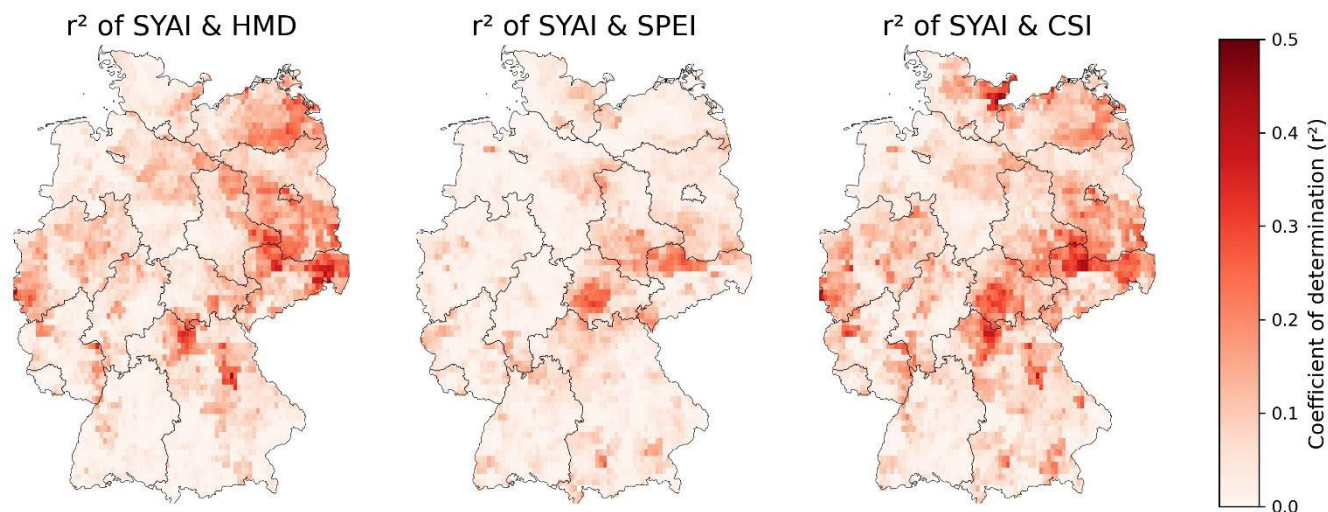 r² of SYAI & HMD
r² of SYAI & SPEI
r² of SYAI & CSI
0.5
0.4
0.3
0.2
0.1
0.0
Coefficient of determination (r²)